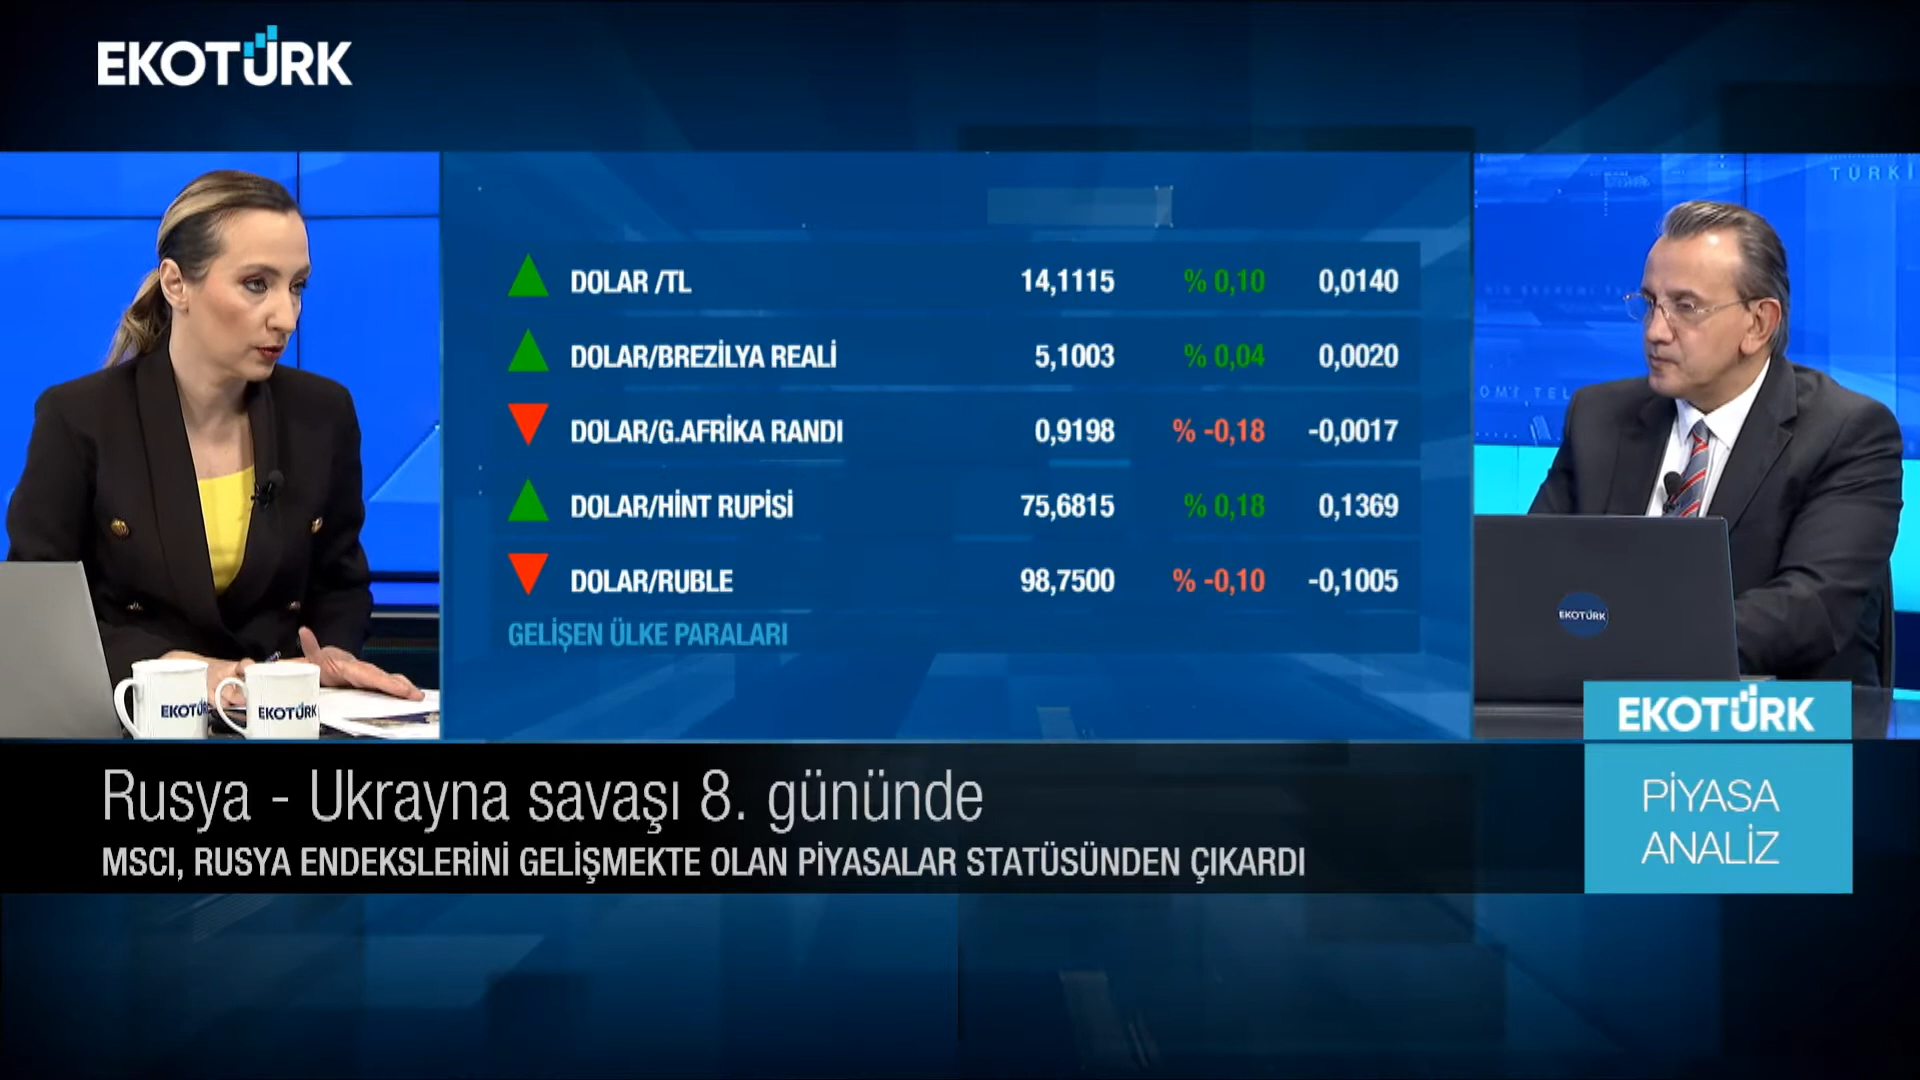 EKOTÜRK
TÜRKİ
DOLAR /TL 14,1115 % 0,10 0,0140
DOLAR/BREZİLYA REALİ 5,1003 % 0,04 0,0020
DOLAR/G.AFRİKA RANDI 0,9198 % -0,18 -0,0017
DOLAR/HİNT RUPİSİ 75,6815 % 0,18 0,1369
DOLAR/RUBLE 98,7500 % -0,10 -0,1005
GELİŞEN ÜLKE PARALARI
EKOTÜRK
EKOTÜRK
EKOTÜRK
EKOTÜRK
PİYASA
ANALİZ
Rusya - Ukrayna savaşı 8. gününde
MSCI, RUSYA ENDEKSLERİNİ GELİŞMEKTE OLAN PİYASALAR STATÜSÜNDEN ÇIKARDI